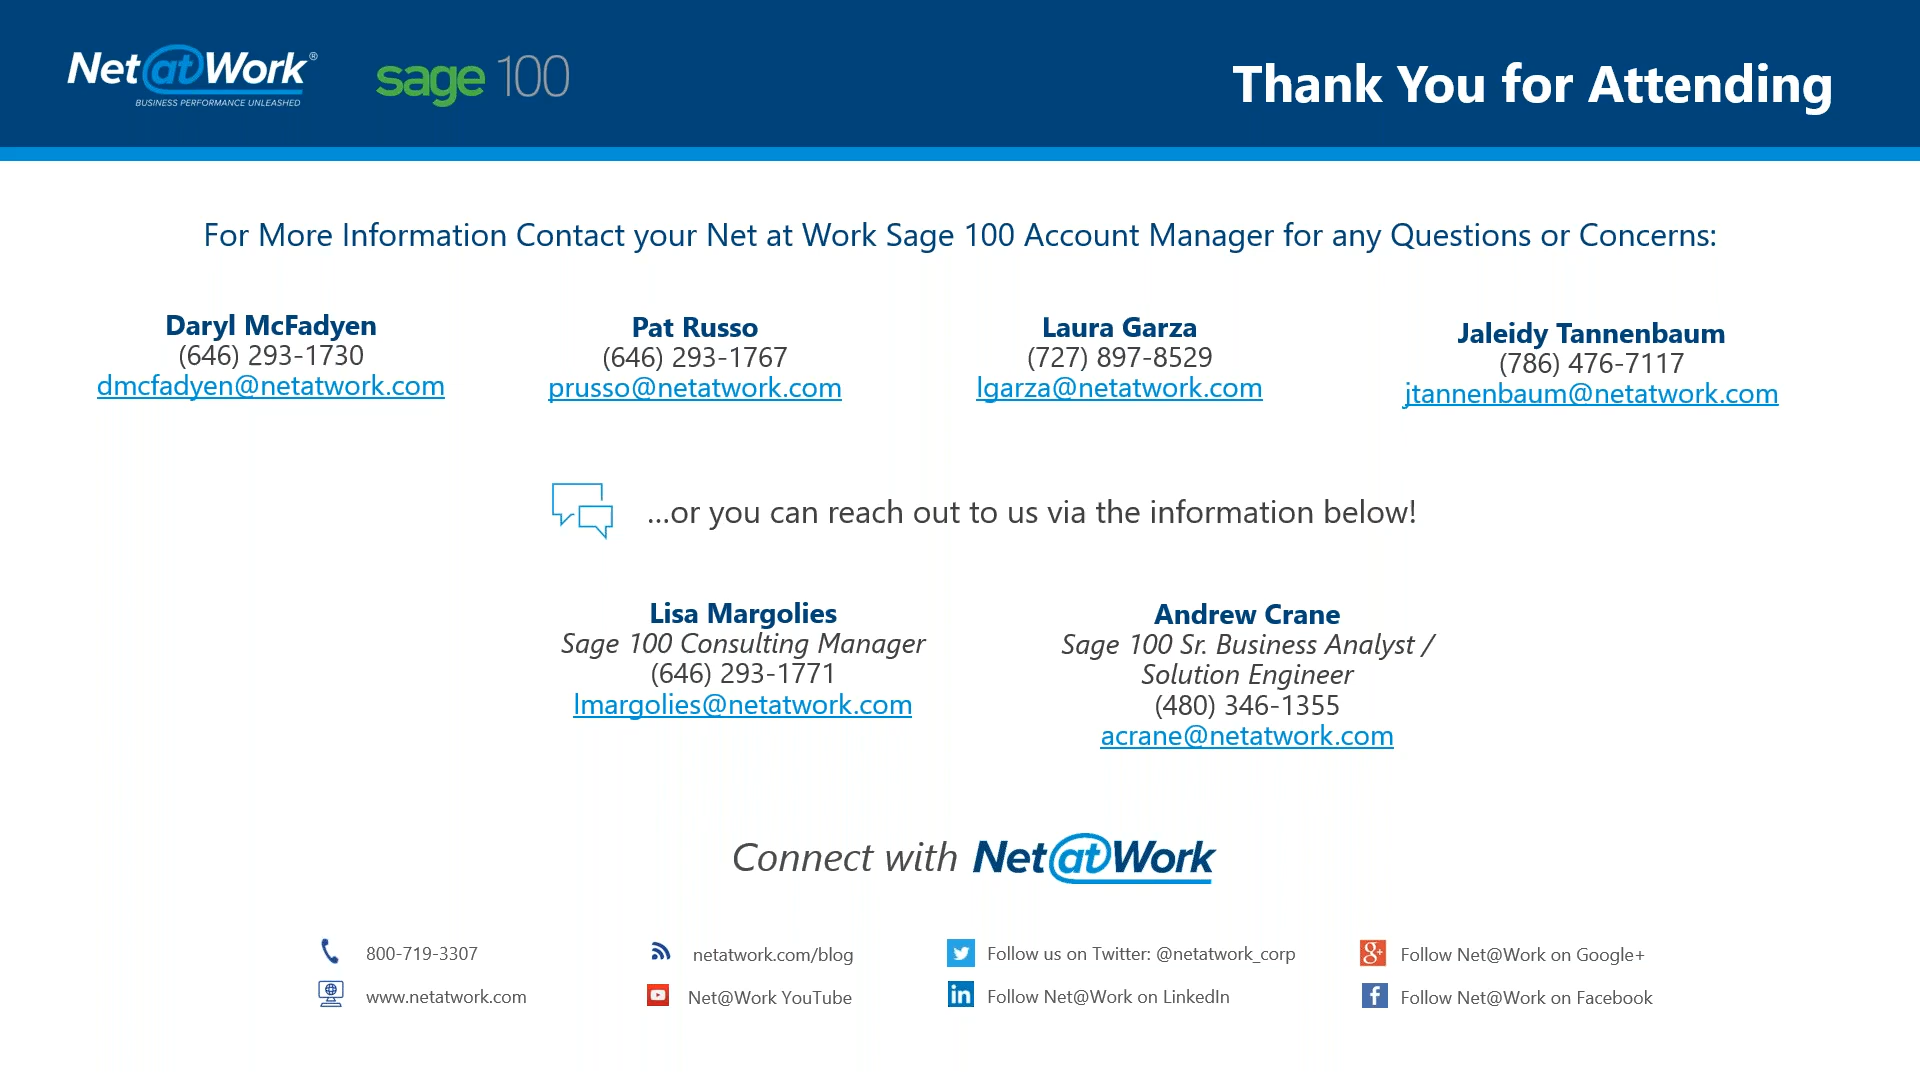 Net at Work®
BUSINESS PERFORMANCE UNLEASHED
sage 100
Thank You for Attending
For More Information Contact your Net at Work Sage 100 Account Manager for any Questions or Concerns:
Daryl McFadyen
(646) 293-1730
dmcfadyen@netatwork.com
Pat Russo
(646) 293-1767
prusso@netatwork.com
Laura Garza
(727) 897-8529
lgarza@netatwork.com
Jaleidy Tannenbaum
(786) 476-7117
jtannenbaum@netatwork.com
...or you can reach out to us via the information below!
Lisa Margolies
Sage 100 Consulting Manager
(646) 293-1771
lmargolies@netatwork.com
Andrew Crane
Sage 100 Sr. Business Analyst /
Solution Engineer
(480) 346-1355
acrane@netatwork.com
Connect with Net at Work
800-719-3307
www.netatwork.com
netatwork.com/blog
Net@Work YouTube
Follow us on Twitter: @netatwork_corp
in Follow Net@Work on LinkedIn
g+ Follow Net@Work on Google+
f Follow Net@Work on Facebook